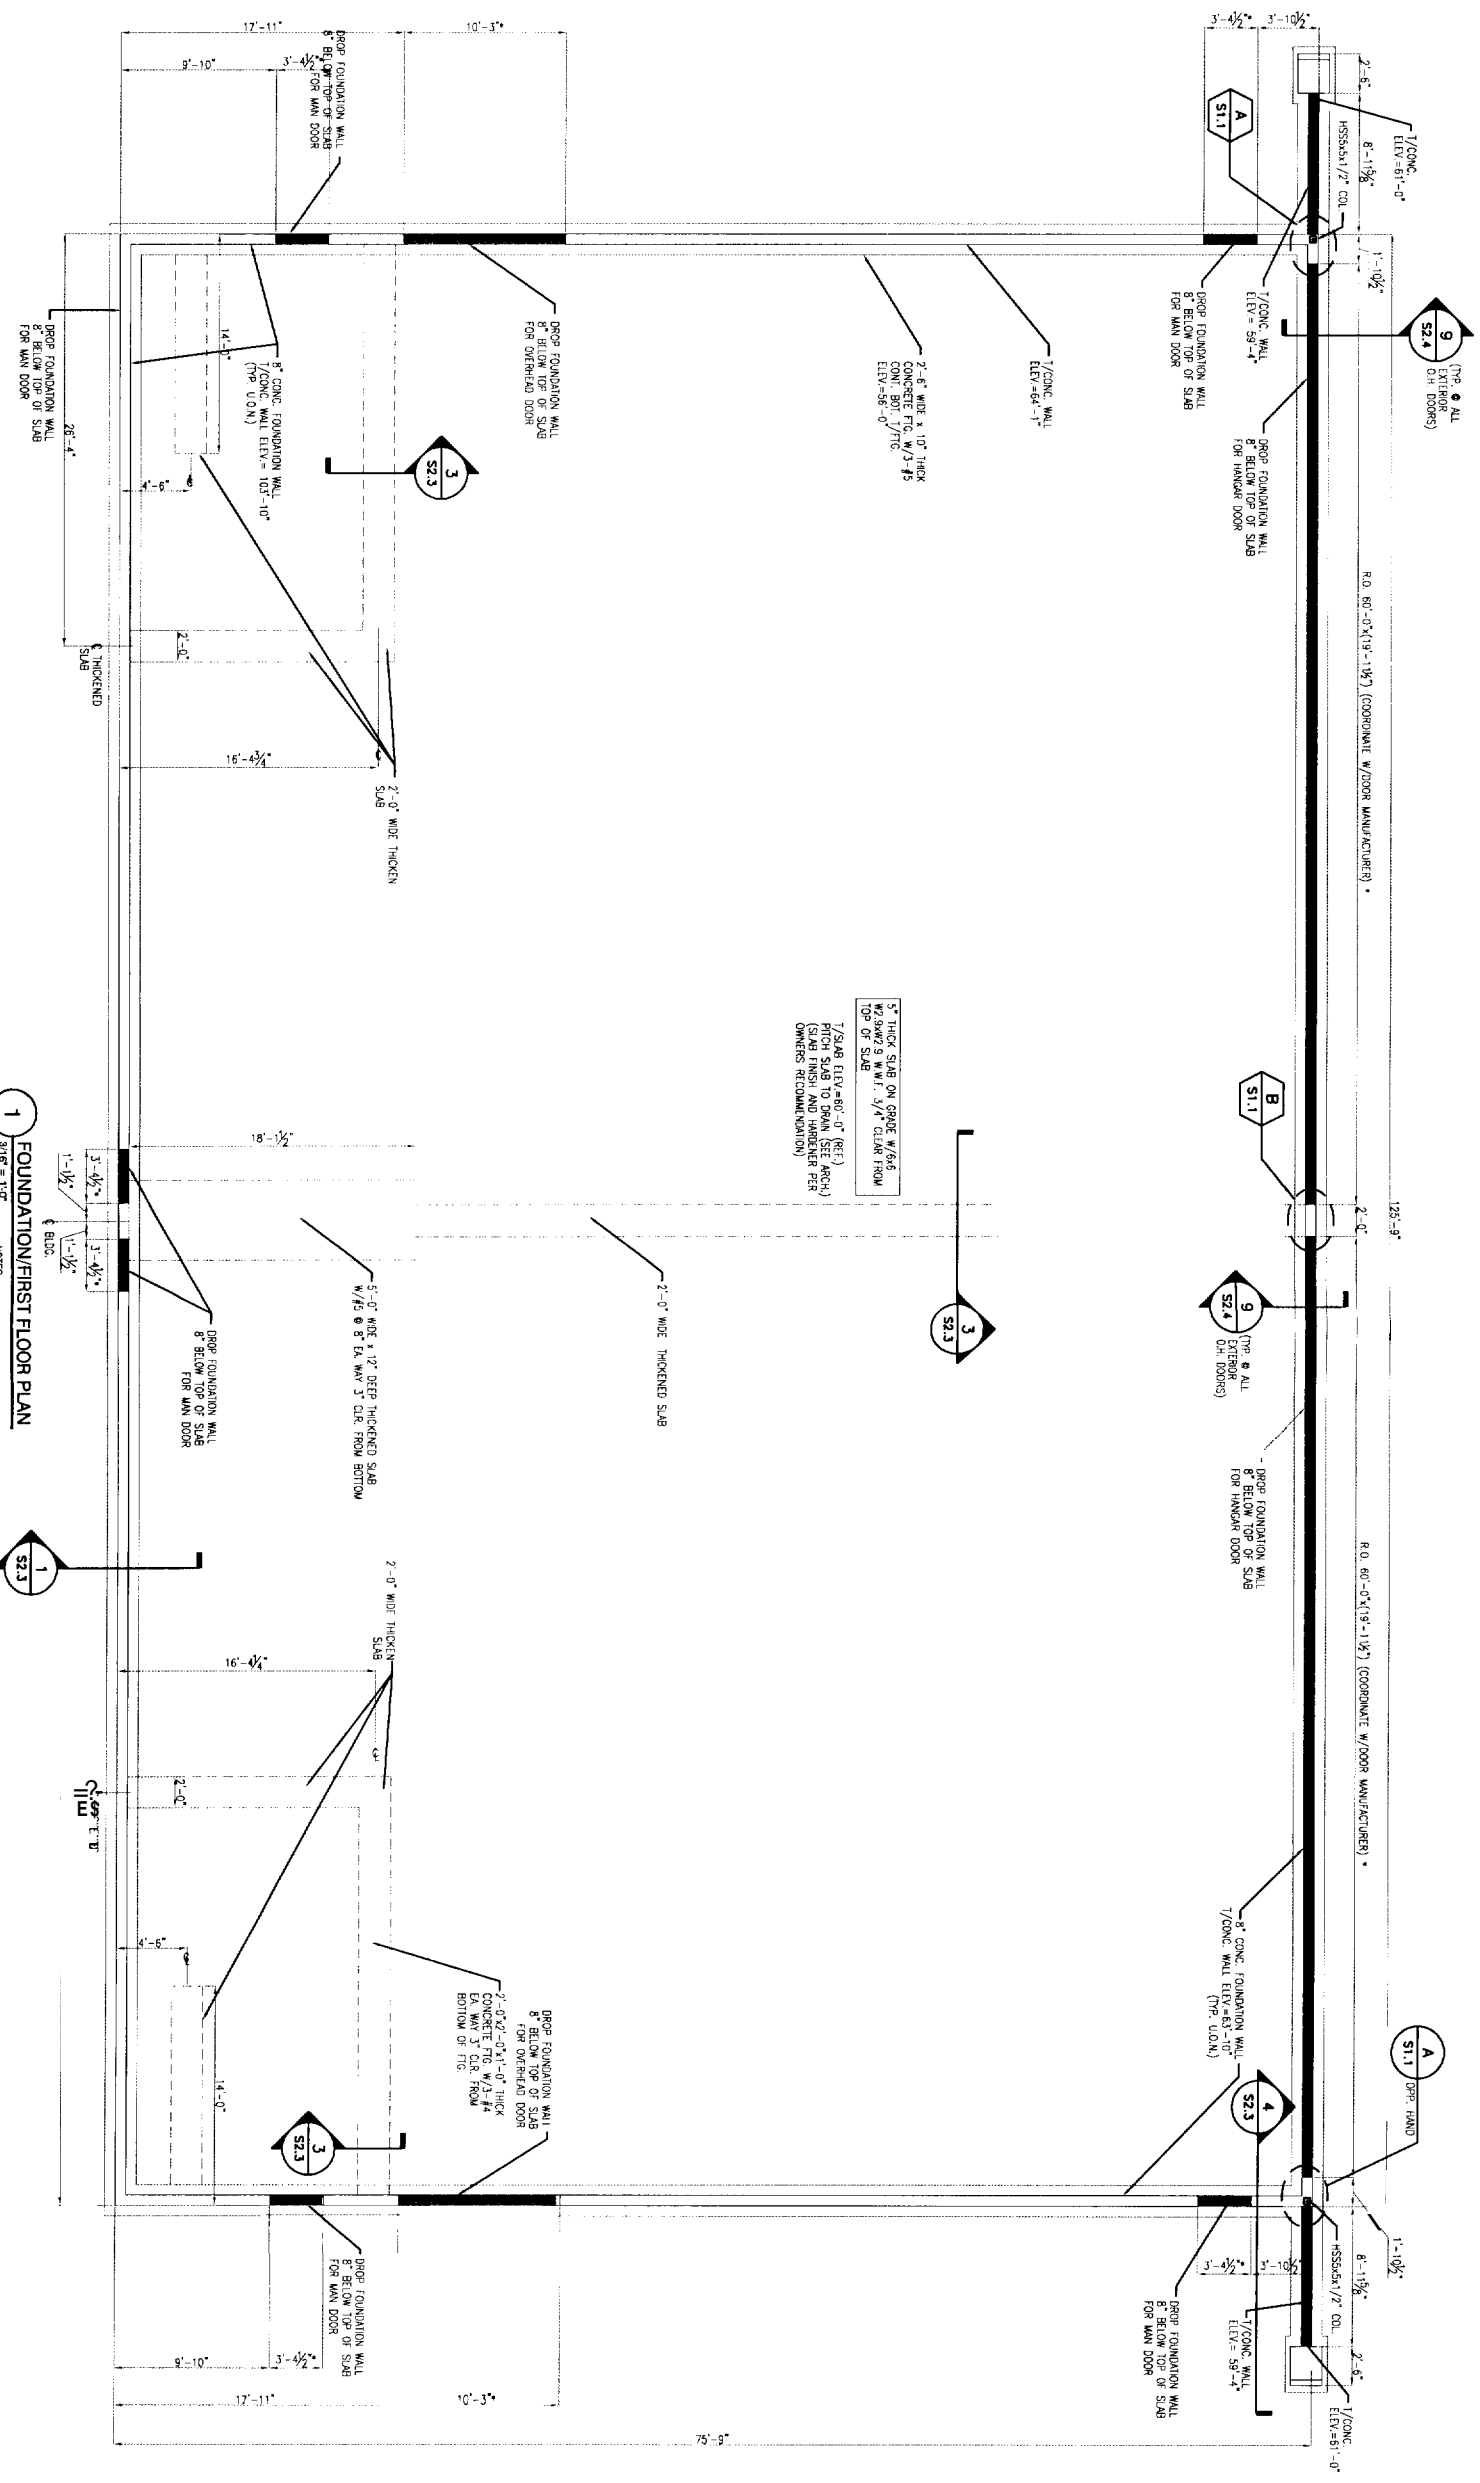 17'-11"
10'-3"*
9'-10"
3'-4½"*
DROP FOUNDATION WALL
8" BELOW TOP OF SLAB
FOR MAN DOOR
3'-4½"*
3'-10½"
2'-6"
8'-11⅝"
1'-10½"
T/CONC.
ELEV.=61'-0"
HSS5x5x1/2" COL.
A
S1.1
9
S2.4
(TYP. @ ALL
EXTERIOR
O.H. DOORS)
T/CONC. WALL
ELEV.= 59'-4"
DROP FOUNDATION WALL
8" BELOW TOP OF SLAB
FOR HANGAR DOOR
DROP FOUNDATION WALL
8" BELOW TOP OF SLAB
FOR MAN DOOR
T/CONC. WALL
ELEV.=64'-1"
2'-6" WIDE x 10" THICK
CONCRETE FTG. W/3-#5
CONT. BOT. T/FTG.
ELEV.=56'-0"
DROP FOUNDATION WALL
8" BELOW TOP OF SLAB
FOR OVERHEAD DOOR
8" CONC. FOUNDATION WALL
T/CONC. WALL ELEV.= 103'-10"
(TYP. U.O.N.)
14'-0"
DROP FOUNDATION WALL
8" BELOW TOP OF SLAB
FOR MAN DOOR
26'-4"
4'-6"
3
S2.3
2'-0"
℄ THICKENED
SLAB
16'-4¾"
2'-0" WIDE THICKEN
SLAB
R.O. 60'-0"x(19'-11½") (COORDINATE W/DOOR MANUFACTURER) *
125'-9"
5" THICK SLAB ON GRADE W/6x6
W2.9xW2.9 W.W.F. 3/4" CLEAR FROM
TOP OF SLAB
T/SLAB ELEV.=60'-0" (REF.)
PITCH SLAB TO DRAIN (SEE ARCH.)
(SLAB FINISH AND HARDENER PER
OWNERS RECOMMENDATION)
B
S1.1
2'-0"
9
S2.4
(TYP. @ ALL
EXTERIOR
O.H. DOORS)
3
S2.3
18'-1½"
3'-4½"*
1'-1½"
℄ BLDG.
1'-1½"
3'-4½"*
DROP FOUNDATION WALL
8" BELOW TOP OF SLAB
FOR MAN DOOR
5'-0" WIDE x 12" DEEP THICKENED SLAB
W/#5 @ 8" EA. WAY 3" CLR. FROM BOTTOM
2'-0" WIDE THICKENED SLAB
DROP FOUNDATION WALL
8" BELOW TOP OF SLAB
FOR HANGAR DOOR
R.O. 60'-0"x(19'-11½") (COORDINATE W/DOOR MANUFACTURER) *
1
FOUNDATION/FIRST FLOOR PLAN
3/16" = 1'-0"
1
S2.3
2'-0" WIDE THICKEN
SLAB
16'-4¼"
2'-0"
4'-6"
14'-0"
2'-0"x2'-0"x1'-0" THICK
CONCRETE FTG. W/3-#4
EA. WAY 3" CLR. FROM
BOTTOM OF FTG.
DROP FOUNDATION WALL
8" BELOW TOP OF SLAB
FOR OVERHEAD DOOR
3
S2.3
8" CONC. FOUNDATION WALL
T/CONC. WALL ELEV.=63'-10"
(TYP. U.O.N.)
4
S2.3
A
S1.1
OPP. HAND
1'-10½"
8'-11⅝"
2'-6"
HSS5x5x1/2" COL.
3'-4½"*
3'-10½"
T/CONC. WALL
ELEV.= 59'-4"
T/CONC.
ELEV.=61'-0"
DROP FOUNDATION WALL
8" BELOW TOP OF SLAB
FOR MAN DOOR
DROP FOUNDATION WALL
8" BELOW TOP OF SLAB
FOR MAN DOOR
9'-10"
3'-4½"*
17'-11"
10'-3"*
75'-9"